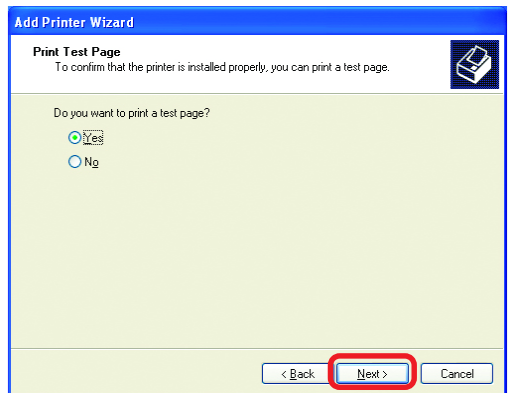 Add Printer Wizard
Print Test Page
To confirm that the printer is installed properly, you can print a test page.
Do you want to print a test page?
Yes
No
< Back
Next >
Cancel